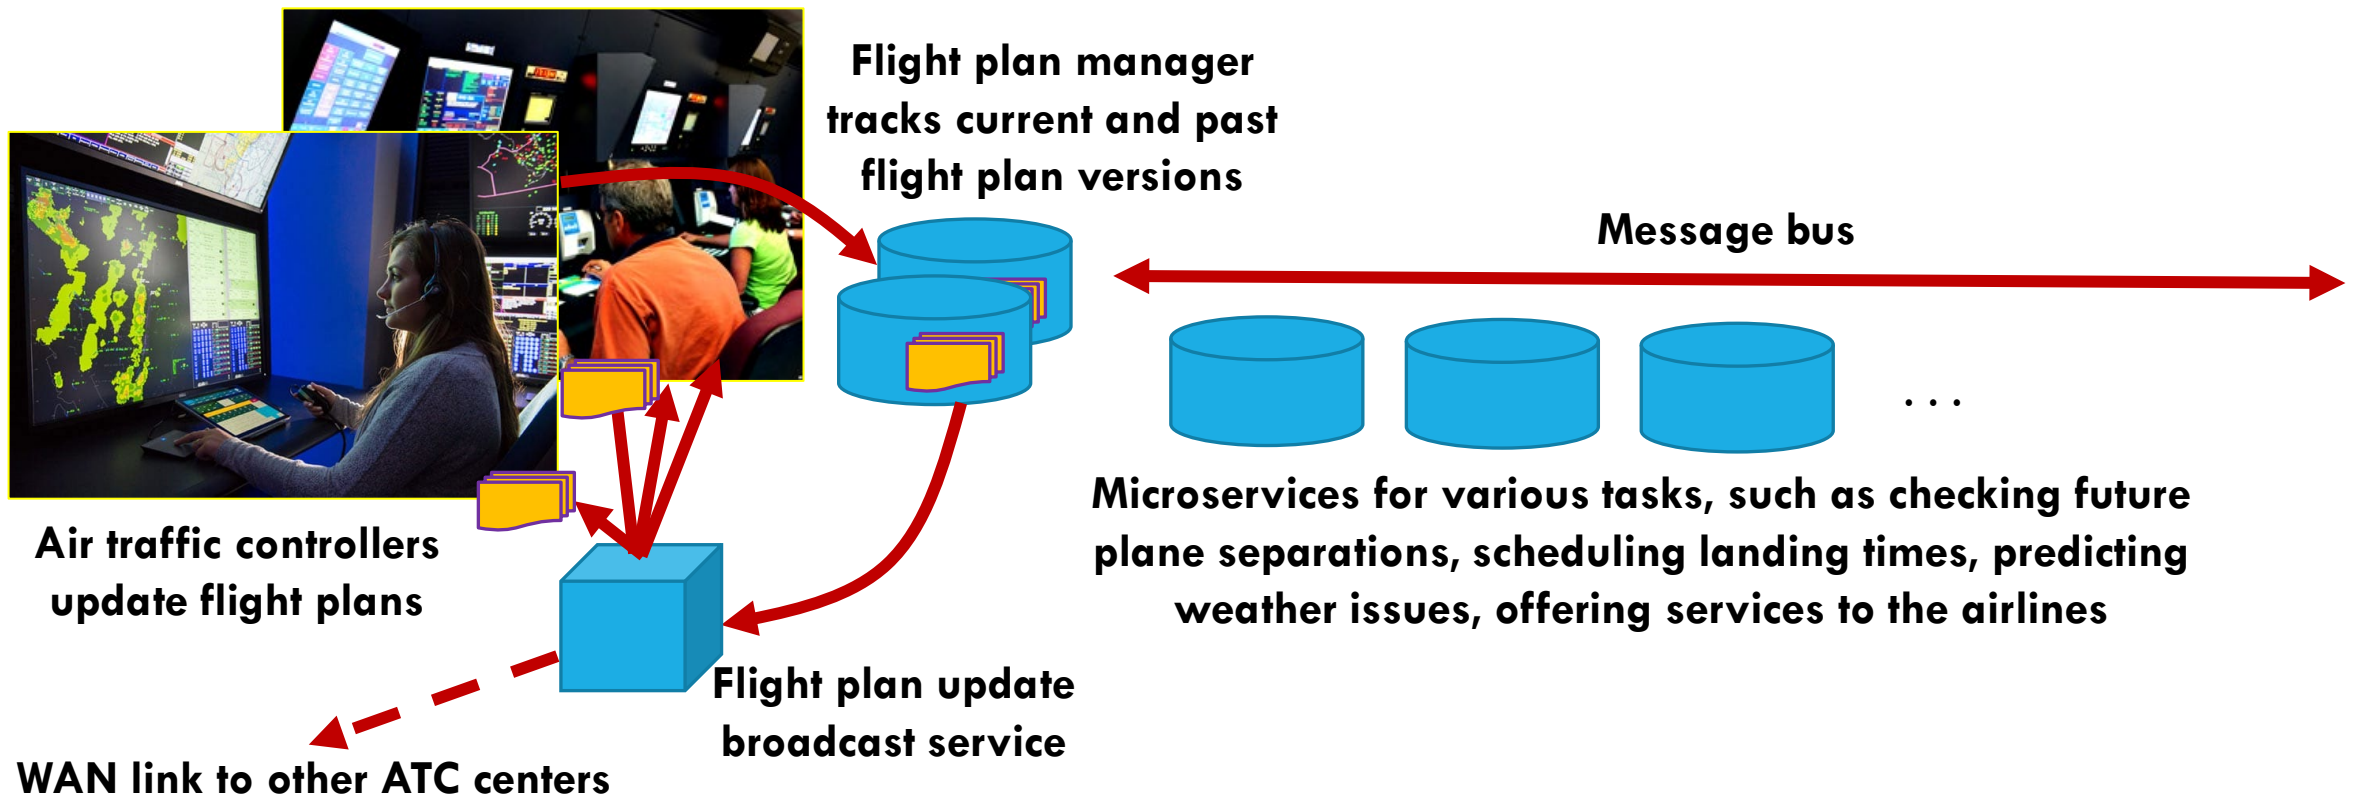 Flight plan manager
tracks current and past
flight plan versions
Message bus
. . .
Air traffic controllers
update flight plans
Microservices for various tasks, such as checking future
plane separations, scheduling landing times, predicting
weather issues, offering services to the airlines
Flight plan update
broadcast service
WAN link to other ATC centers